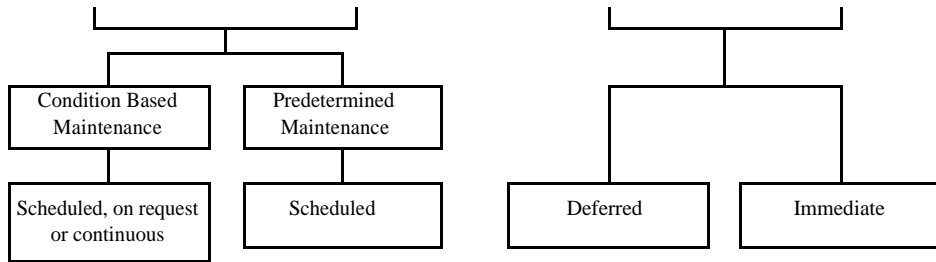 Condition Based
Maintenance
Predetermined
Maintenance
Scheduled, on request
or continuous
Scheduled
Deferred
Immediate